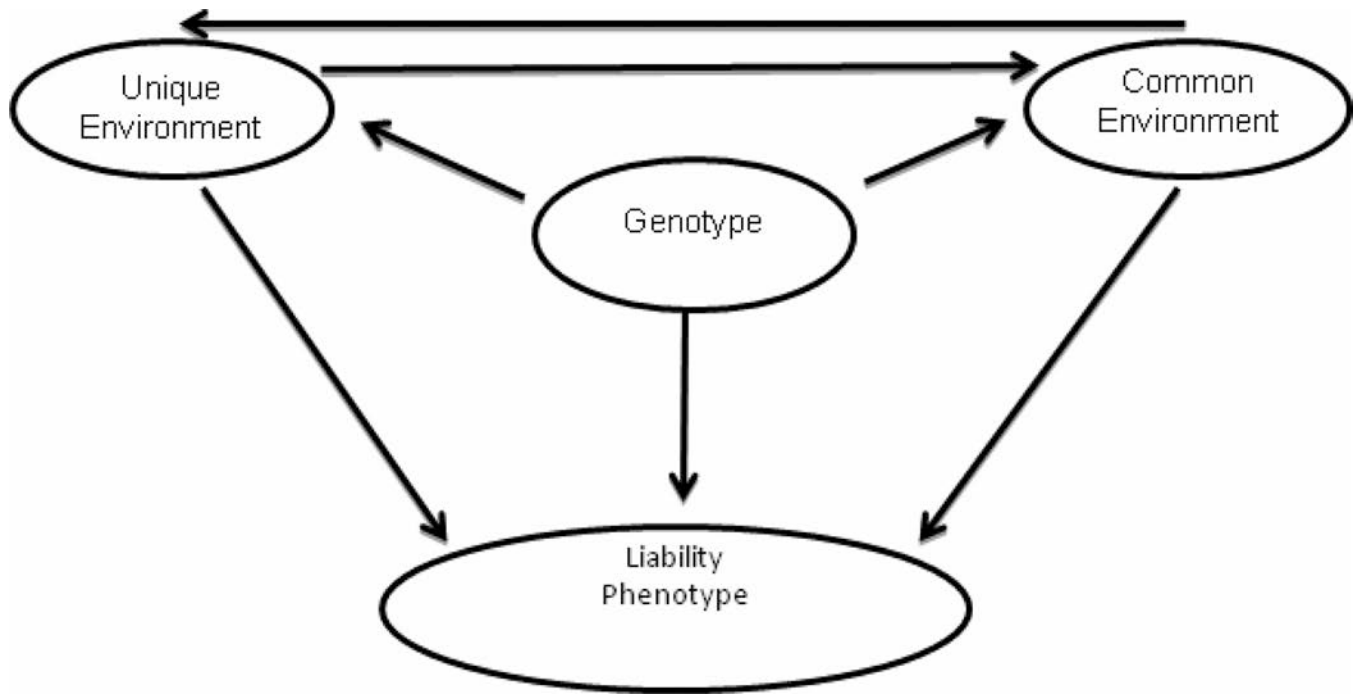 Unique
Environment
Common
Environment
Genotype
Liability
Phenotype